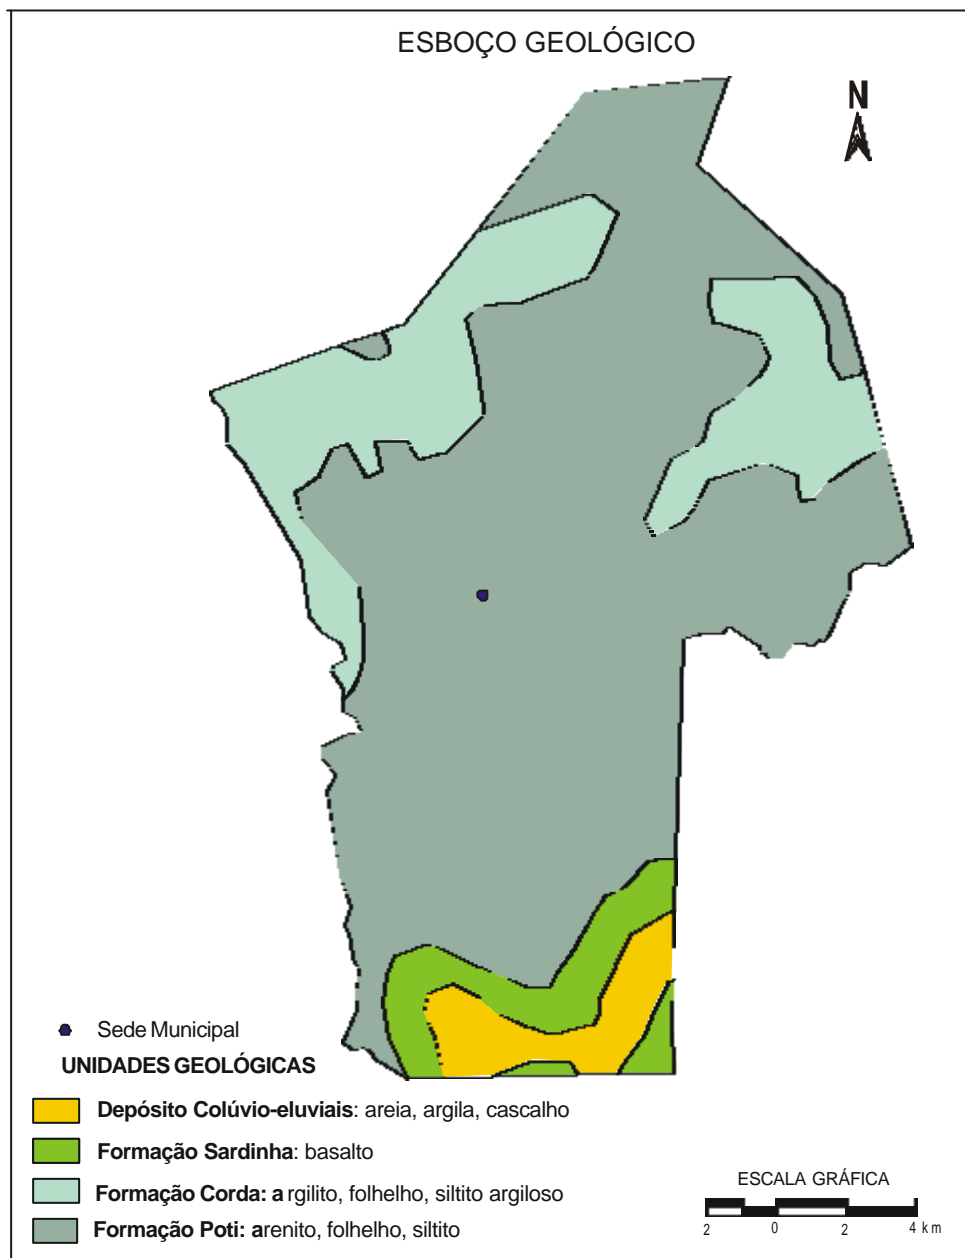 ESBOÇO GEOLÓGICO
N
Sede Municipal
UNIDADES GEOLÓGICAS
Depósito Colúvio-eluviais: areia, argila, cascalho
Formação Sardinha: basalto
Formação Corda: a rgilito, folhelho, siltito argiloso
Formação Poti: arenito, folhelho, siltito
ESCALA GRÁFICA
2 0 2 4 km